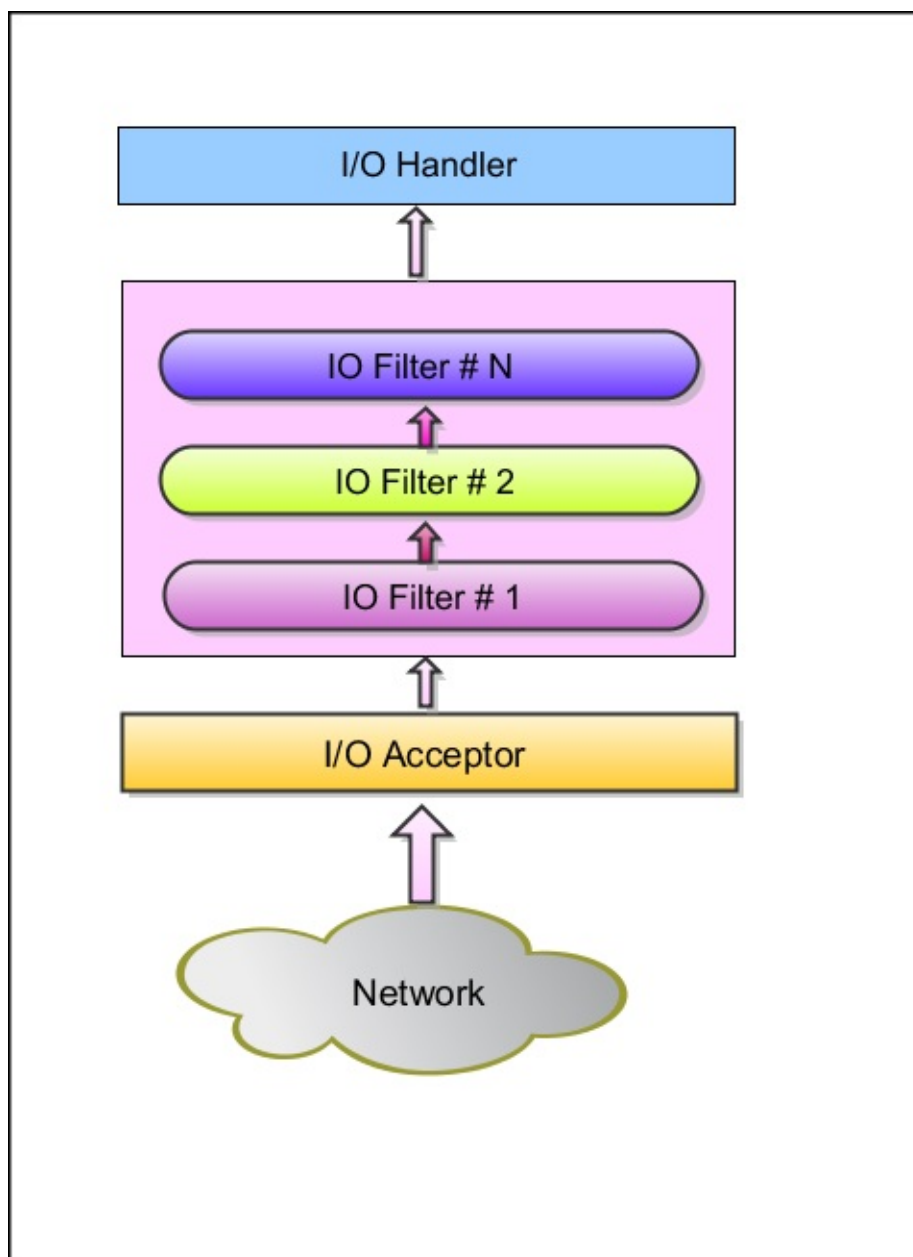 I/O Handler
IO Filter # N
IO Filter # 2
IO Filter # 1
I/O Acceptor
Network